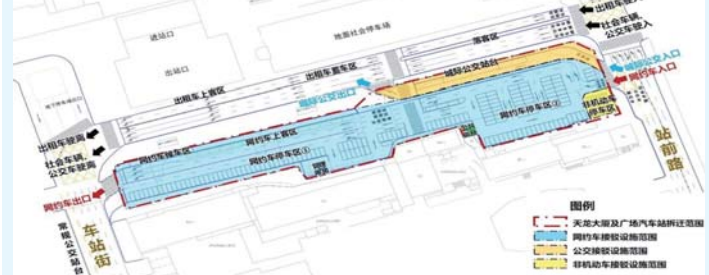 出租车驶入
社会车辆、
公交车驶入
进站口
地面社会停车场
落客区
出站口
城际公交站台
城际公交入口
网约车入口
出租车上客区
出租车蓄车区
城际公交出口
非机动车
停车区
网约车停车区②
出租车驶离
社会车辆、
公交车驶离
网约车候车区
网约车上客区
网约车停车区①
网约车出口
站前路
车站街
常规公交站台
图例
天龙大厦及广场汽车站拆迁范围
网约车接驳设施范围
公交接驳设施范围
非机动车接驳设施范围